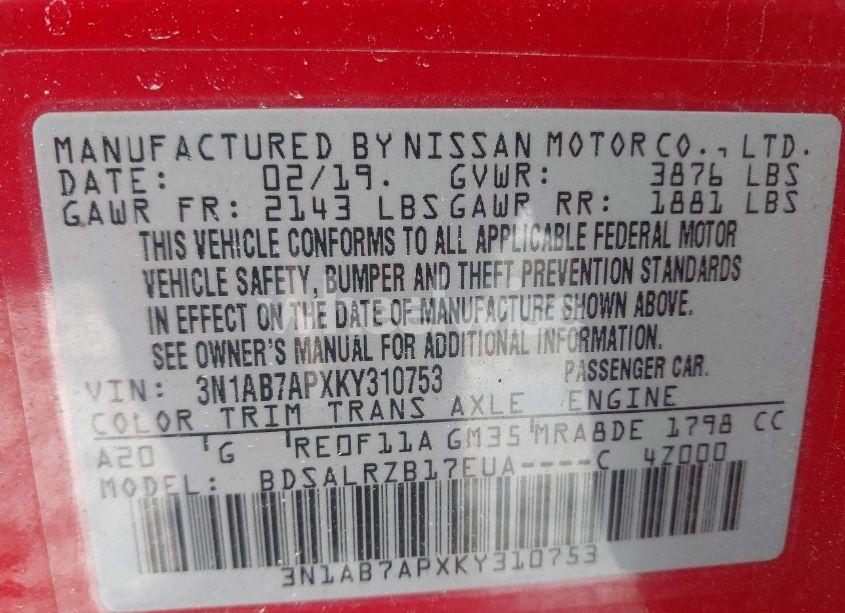 MANUFACTURED BY NISSAN MOTOR CO., LTD.
DATE: 02/19. GVWR: 3876 LBS
GAWR FR: 2143 LBS GAWR RR: 1881 LBS
THIS VEHICLE CONFORMS TO ALL APPLICABLE FEDERAL MOTOR
VEHICLE SAFETY, BUMPER AND THEFT PREVENTION STANDARDS
IN EFFECT ON THE DATE OF MANUFACTURE SHOWN ABOVE.
SEE OWNER'S MANUAL FOR ADDITIONAL INFORMATION.
VIN: 3N1AB7APXKY310753 PASSENGER CAR.
COLOR TRIM TRANS AXLE ENGINE
A20 G RE0F11A GM35 MRA8DE 1798 CC
MODEL: BDSALRZB17EUA----C 4Z000
3N1AB7APXKY310753